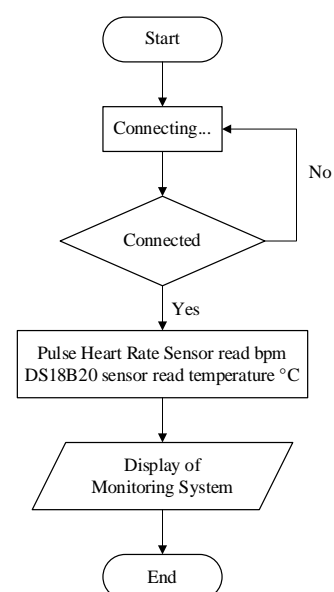 Start
Connecting...
Connected
No
Yes
Pulse Heart Rate Sensor read bpm
DS18B20 sensor read temperature °C
Display of
Monitoring System
End